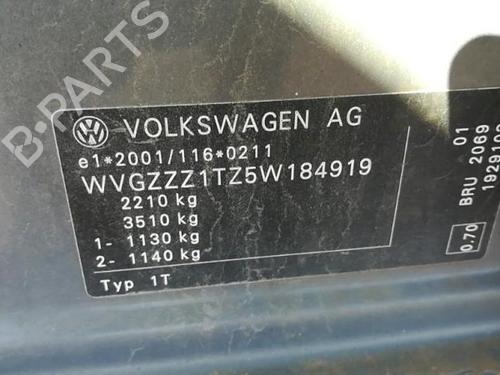 B-PARTS
VOLKSWAGEN AG
e1*2001/116*0211
WVGZZZ1TZ5W184919
2210 kg
3510 kg
1- 1130 kg
2- 1140 kg
Typ 1T
01
BRU 2069
0.70